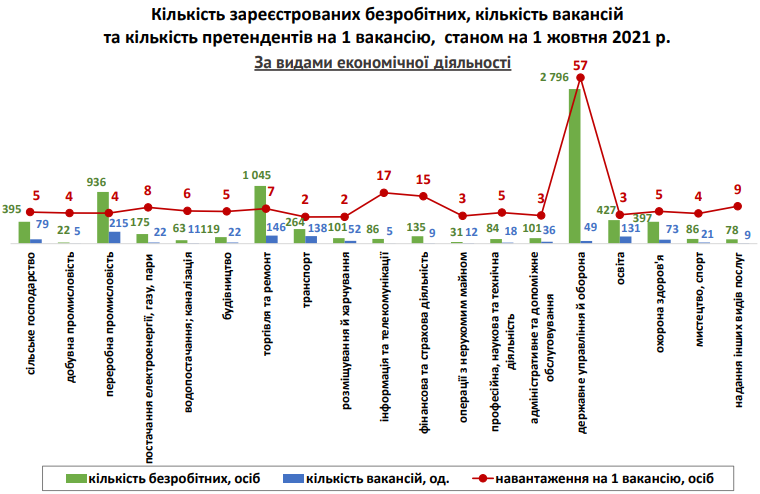 Кількість зареєстрованих безробітних, кількість вакансій
та кількість претендентів на 1 вакансію, станом на 1 жовтня 2021 р.
За видами економічної діяльності
57
2 796
17
15
1 045
936
8
9
5
4
4
6
5
7
2
2
3
5
3
3
5
4
395
79
22
5
215
175
22
63
11
119
22
146
264
138
101
52
86
5
135
9
31
12
84
18
101
36
49
427
131
397
73
86
21
78
9
сільське господарство
добувна промисловість
переробна промисловість
постачання електроенергії, газу, пари
водопостачання; каналізація
будівництво
торгівля та ремонт
транспорт
розміщування й харчування
інформація та телекомунікації
фінансова та страхова діяльність
операції з нерухомим майном
професійна, наукова та технічна
діяльність
адміністративне та допоміжне
обслуговування
державне управління й оборона
освіта
охорона здоров'я
мистецтво, спорт
надання інших видів послуг
кількість безробітних, осіб
кількість вакансій, од.
навантаження на 1 вакансію, осіб